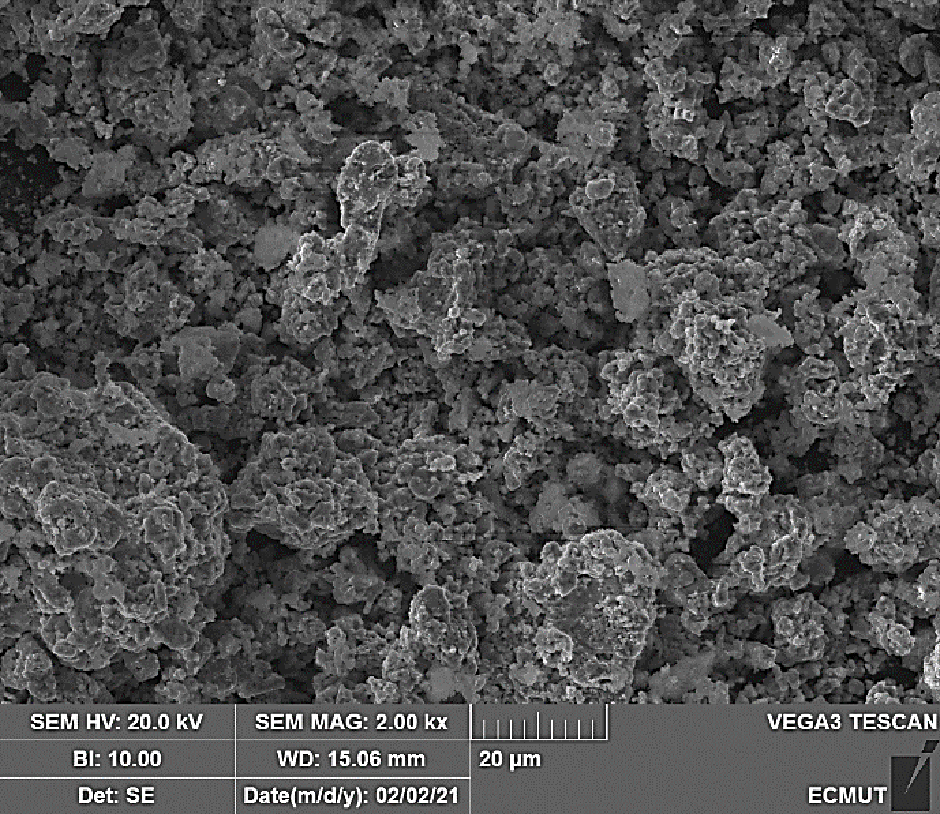 SEM HV: 20.0 kV
SEM MAG: 2.00 kx
VEGA3 TESCAN
BI: 10.00
WD: 15.06 mm
20 µm
Det: SE
Date(m/d/y): 02/02/21
ECMUT